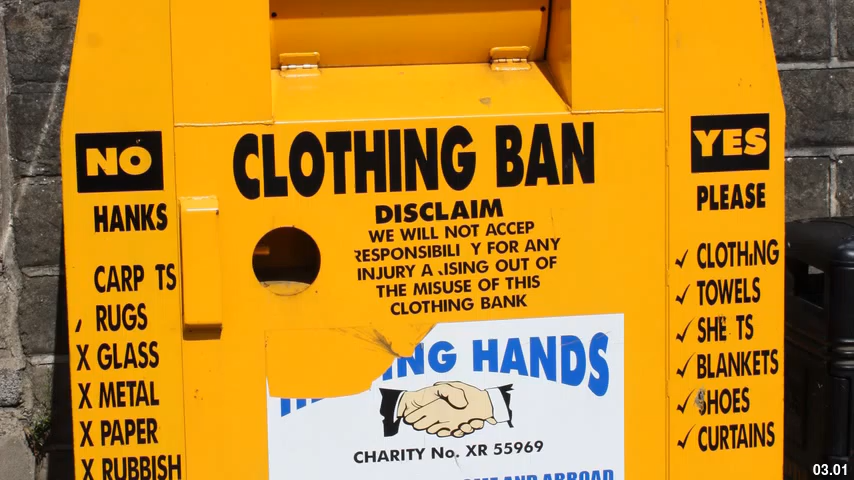 NO
HANKS
CARP TS
RUGS
X GLASS
X METAL
X PAPER
X RUBBISH
CLOTHING BAN
DISCLAIM
WE WILL NOT ACCEP
RESPONSIBILI Y FOR ANY
INJURY A ISING OUT OF
THE MISUSE OF THIS
CLOTHING BANK
ING HANDS
CHARITY No. XR 55969
AND ABROAD
YES
PLEASE
✓ CLOTHING
✓ TOWELS
✓ SHE TS
✓ BLANKETS
✓ SHOES
✓ CURTAINS
03.01